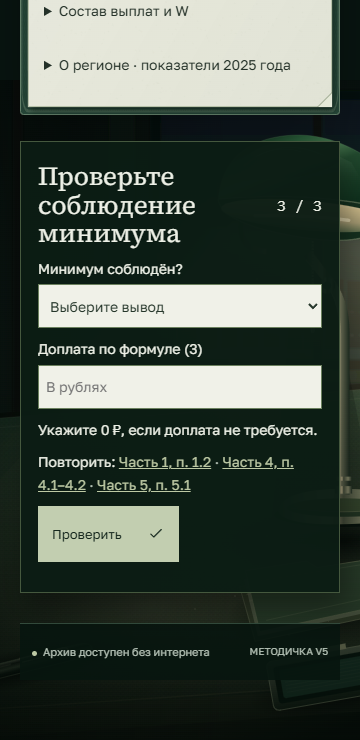 ▶ Состав выплат и W
▶ О регионе · показатели 2025 года
Проверьте
соблюдение
минимума
3 / 3
Минимум соблюдён?
Выберите вывод
Доплата по формуле (3)
В рублях
Укажите 0 ₽, если доплата не требуется.
Повторить: Часть 1, п. 1.2 · Часть 4, п.
4.1–4.2 · Часть 5, п. 5.1
Проверить ✓
Архив доступен без интернета
МЕТОДИЧКА V5